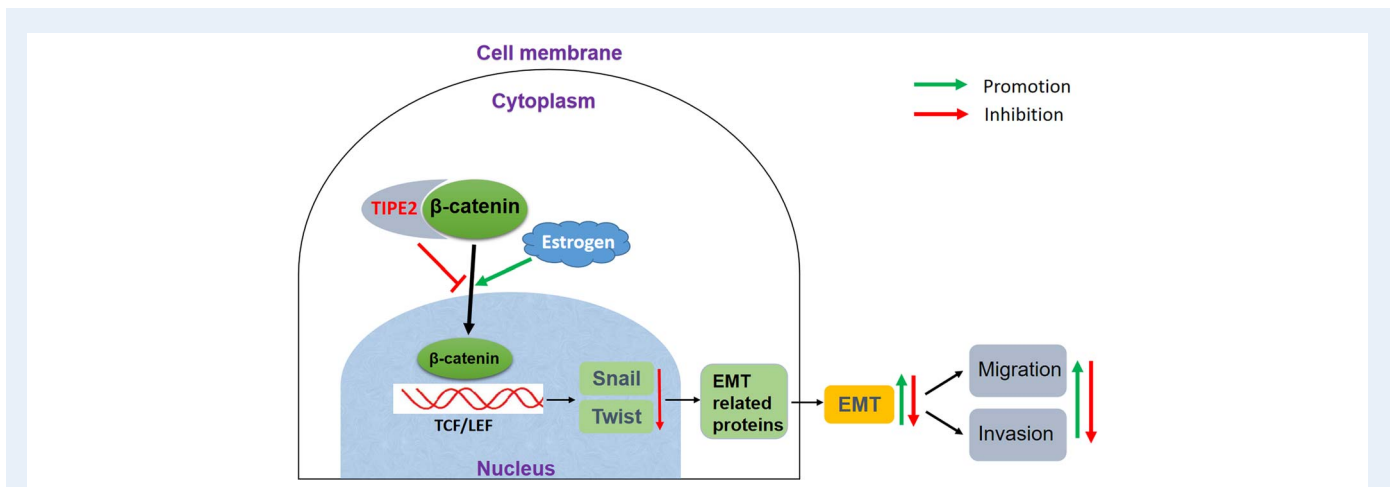 Cell membrane
Cytoplasm
Promotion
Inhibition
TIPE2
β-catenin
Estrogen
β-catenin
TCF/LEF
Snail
Twist
EMT
related
proteins
EMT
Migration
Invasion
Nucleus